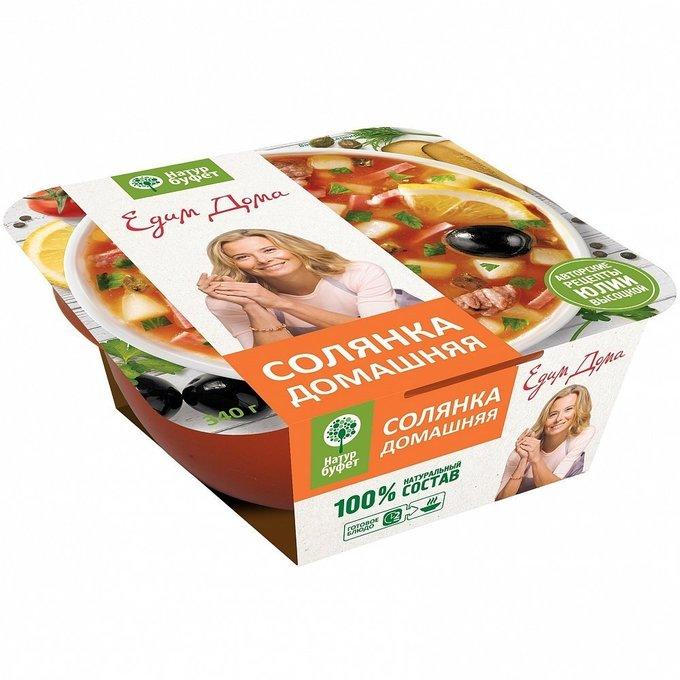 Натур
буфет
Едим Дома
СОЛЯНКА
ДОМАШНЯЯ
340 г
АВТОРСКИЕ
РЕЦЕПТЫ
ЮЛИИ
ВЫСОЦКОЙ
Едим Дома
Натур
буфет
СОЛЯНКА
ДОМАШНЯЯ
100% НАТУРАЛЬНЫЙ
СОСТАВ
ГОТОВОЕ
БЛЮДО
2